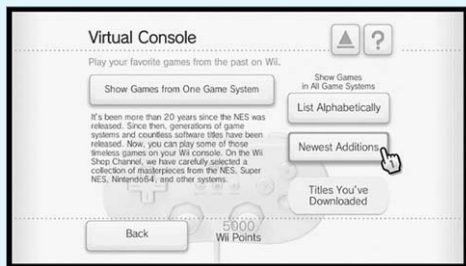 Virtual Console
?
Play your favorite games from the past on Wii.
Show Games from One Game System
It's been more than 20 years since the NES was
released. Since then, generations of game
systems and countless software titles have been
released. Now, you can play some of those
timeless games on your Wii console. On the Wii
Shop Channel, we have carefully selected a
collection of masterpieces from the NES, Super
NES, Nintendo64, and other systems.
Show Games
in All Game Systems
List Alphabetically
Newest Additions
1
Titles You've
Downloaded
Back
5000
Wii Points